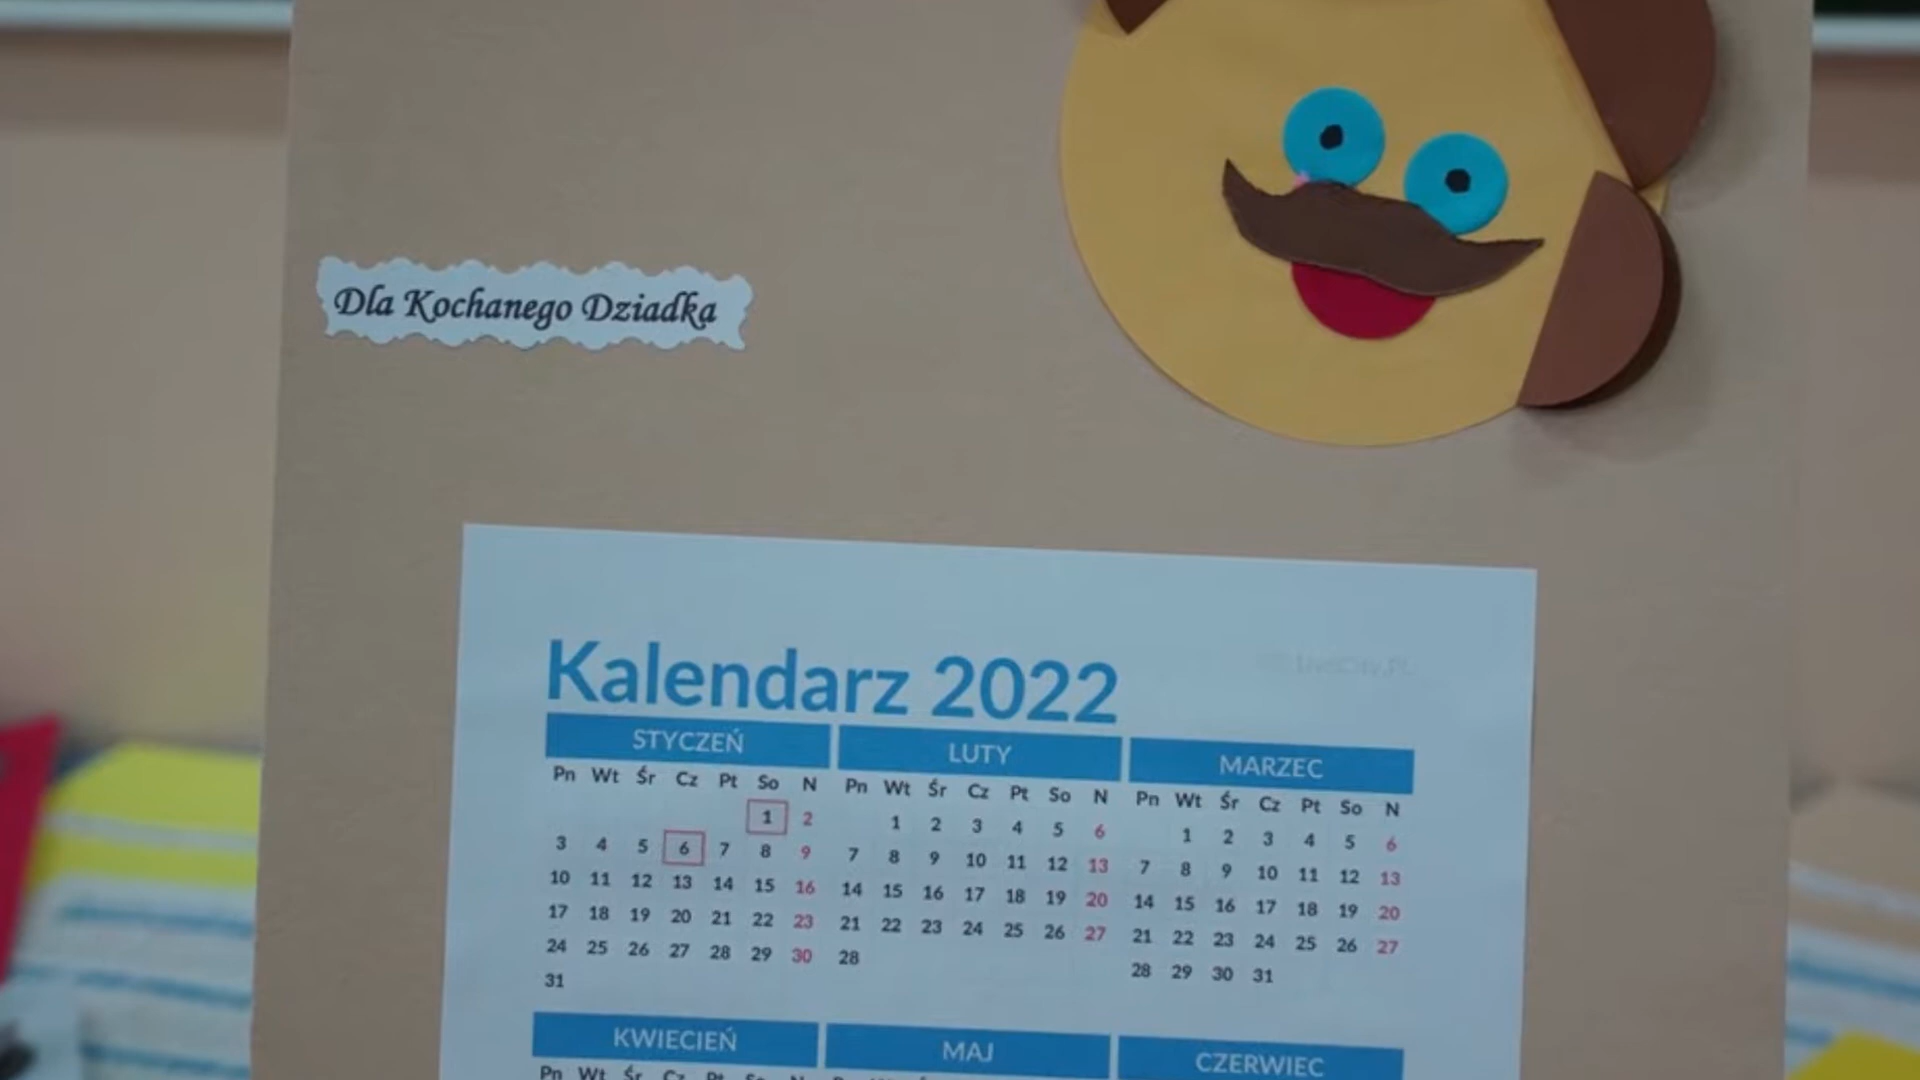 Dla Kochanego Dziadka
Kalendarz 2022
STYCZEŃ LUTY MARZEC
Pn Wt Śr Cz Pt So N Pn Wt Śr Cz Pt So N Pn Wt Śr Cz Pt So N
1 2 1 2 3 4 5 6 1 2 3 4 5 6
3 4 5 6 7 8 9 7 8 9 10 11 12 13 7 8 9 10 11 12 13
10 11 12 13 14 15 16 14 15 16 17 18 19 20 14 15 16 17 18 19 20
17 18 19 20 21 22 23 21 22 23 24 25 26 27 21 22 23 24 25 26 27
24 25 26 27 28 29 30 28 28 29 30 31
31
KWIECIEŃ MAJ CZERWIEC
Pn Wt Śr Cz Pt So N